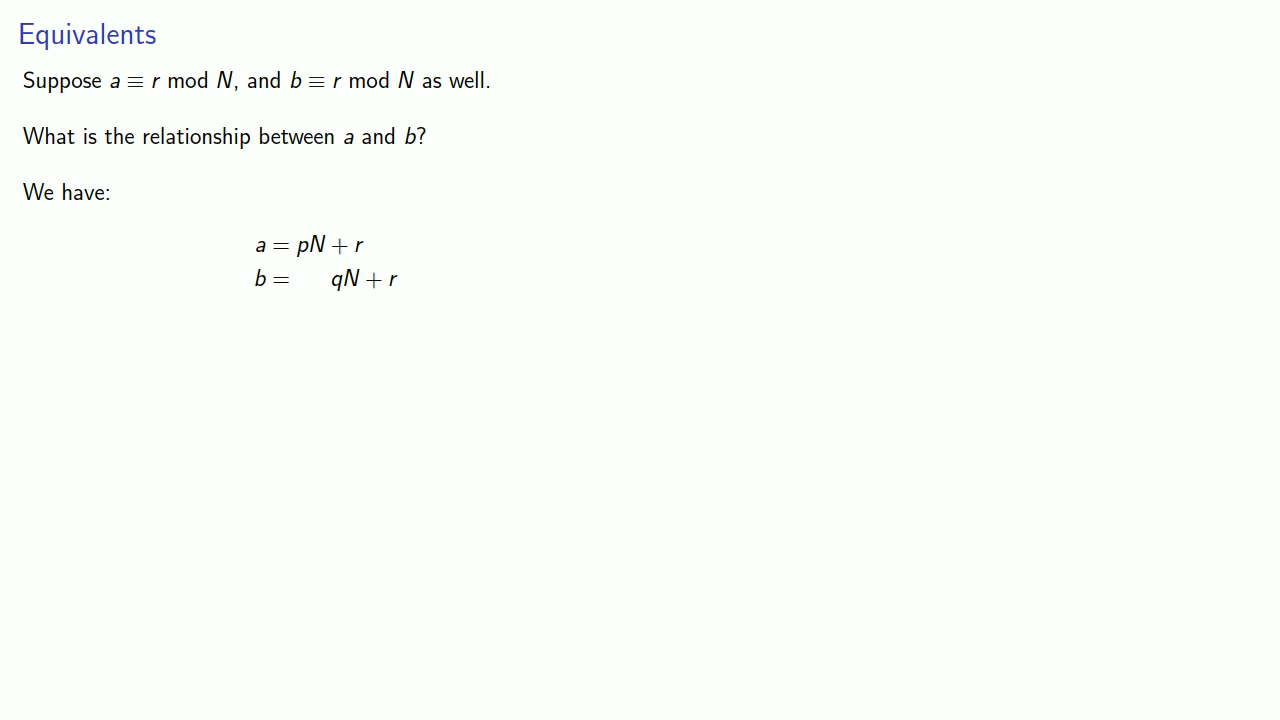 Equivalents
Suppose a ≡ r mod N, and b ≡ r mod N as well.
What is the relationship between a and b?
We have:
a = pN + r
b = qN + r